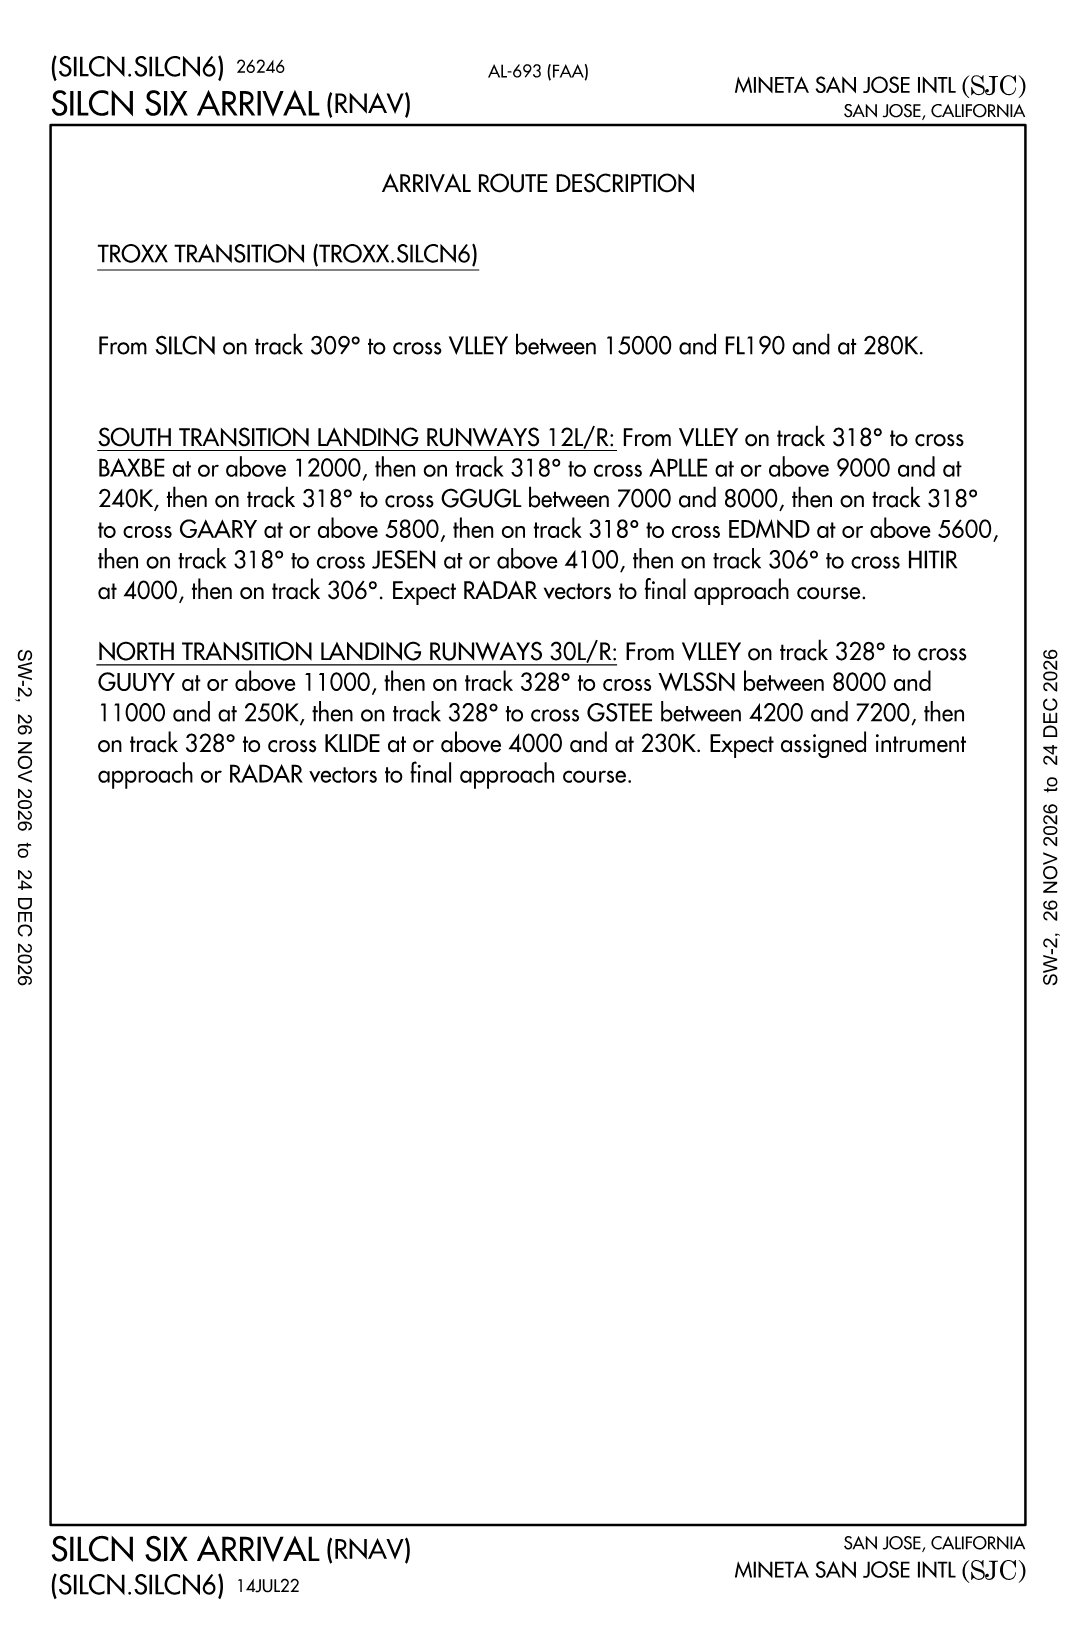 (SILCN.SILCN6) 26246
AL-693 (FAA)
MINETA SAN JOSE INTL (SJC)
SILCN SIX ARRIVAL (RNAV)
SAN JOSE, CALIFORNIA
ARRIVAL ROUTE DESCRIPTION
TROXX TRANSITION (TROXX.SILCN6)
From SILCN on track 309° to cross VLLEY between 15000 and FL190 and at 280K.
SOUTH TRANSITION LANDING RUNWAYS 12L/R: From VLLEY on track 318° to cross
BAXBE at or above 12000, then on track 318° to cross APLLE at or above 9000 and at
240K, then on track 318° to cross GGUGL between 7000 and 8000, then on track 318°
to cross GAARY at or above 5800, then on track 318° to cross EDMND at or above 5600,
then on track 318° to cross JESEN at or above 4100, then on track 306° to cross HITIR
at 4000, then on track 306°. Expect RADAR vectors to final approach course.
NORTH TRANSITION LANDING RUNWAYS 30L/R: From VLLEY on track 328° to cross
GUUYY at or above 11000, then on track 328° to cross WLSSN between 8000 and
11000 and at 250K, then on track 328° to cross GSTEE between 4200 and 7200, then
on track 328° to cross KLIDE at or above 4000 and at 230K. Expect assigned intrument
approach or RADAR vectors to final approach course.
SW-2, 26 NOV 2026 to 24 DEC 2026
SW-2, 26 NOV 2026 to 24 DEC 2026
SILCN SIX ARRIVAL (RNAV)
SAN JOSE, CALIFORNIA
(SILCN.SILCN6) 14JUL22
MINETA SAN JOSE INTL (SJC)